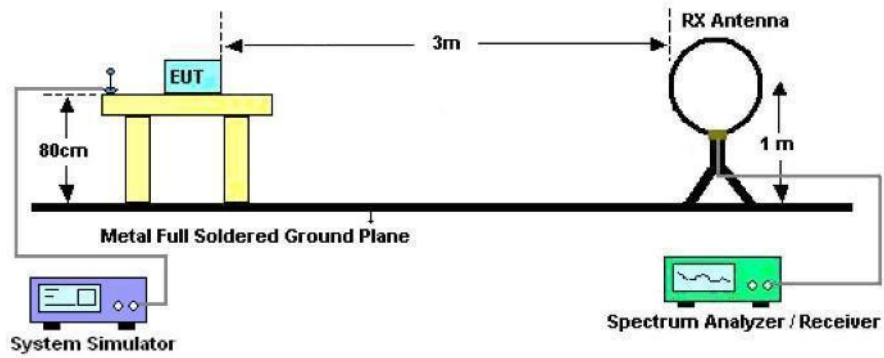 RX Antenna
3m
EUT
80cm
1 m
Metal Full Soldered Ground Plane
System Simulator
Spectrum Analyzer / Receiver